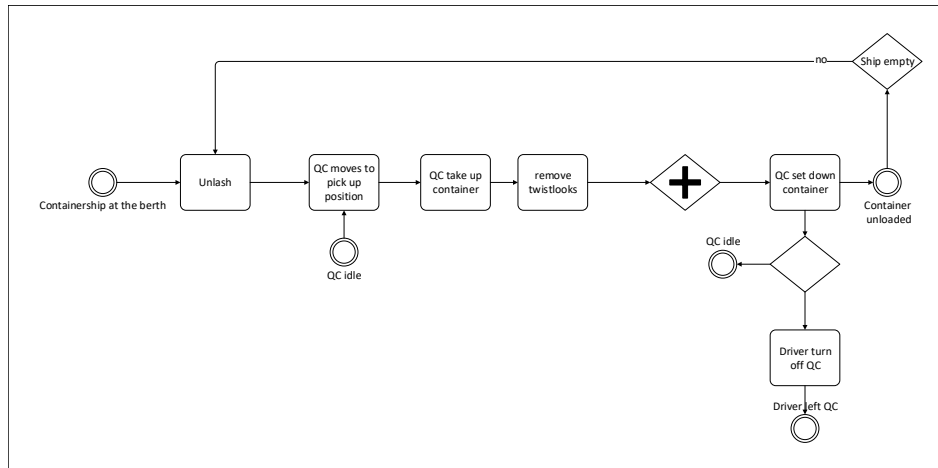 no
Ship empty
Unlash
QC moves to
pick up
position
QC take up
container
remove
twistlooks
QC set down
container
Containership at the berth
Container
unloaded
QC idle
QC idle
Driver turn
off QC
Driver left QC